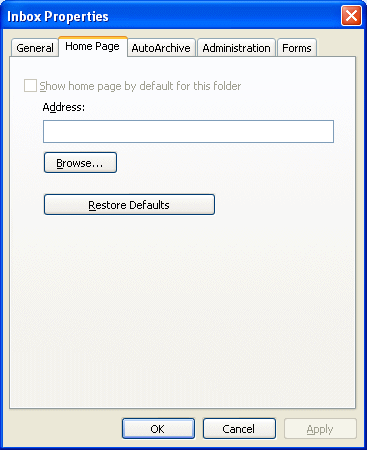 Inbox Properties
General Home Page AutoArchive Administration Forms
Show home page by default for this folder
Address:
Browse...
Restore Defaults
OK Cancel Apply